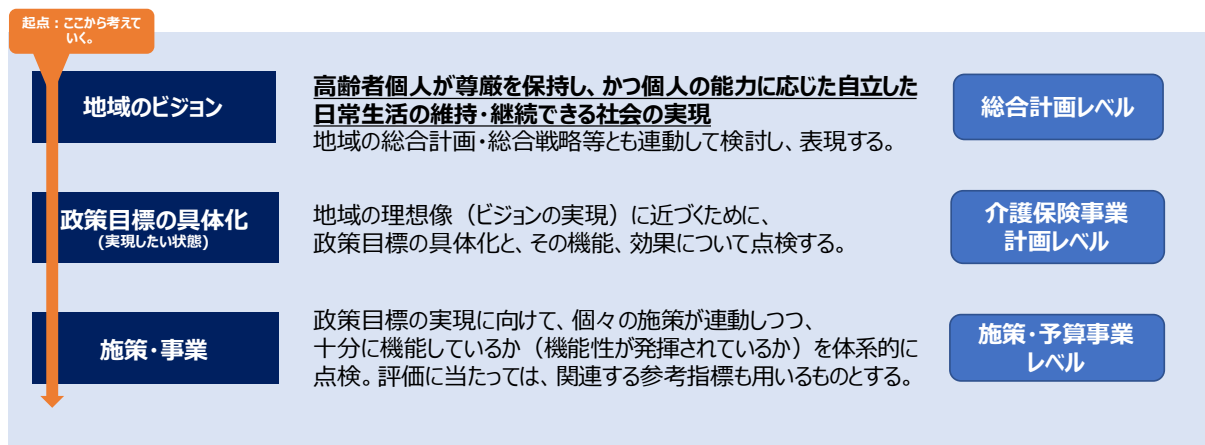 起点：ここから考えて
いく。
地域のビジョン
高齢者個人が尊厳を保持し、かつ個人の能力に応じた自立した
日常生活の維持・継続できる社会の実現
地域の総合計画・総合戦略等とも連動して検討し、表現する。
総合計画レベル
政策目標の具体化
(実現したい状態)
地域の理想像（ビジョンの実現）に近づくために、
政策目標の具体化と、その機能、効果について点検する。
介護保険事業
計画レベル
施策・事業
政策目標の実現に向けて、個々の施策が連動しつつ、
十分に機能しているか（機能性が発揮されているか）を体系的に
点検。評価に当たっては、関連する参考指標も用いるものとする。
施策・予算事業
レベル